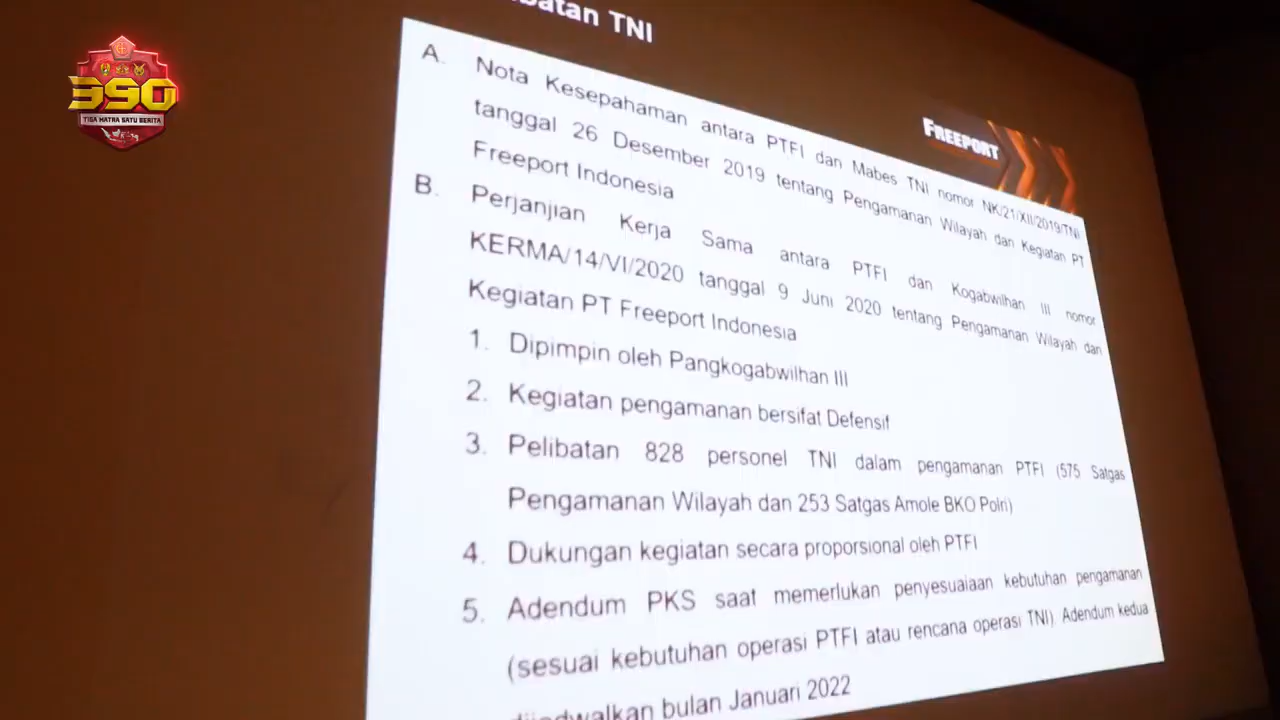 390
TIGA MATRA SATU BERITA
batan TNI
FREEPORT
A. Nota Kesepahaman antara PTFI dan Mabes TNI nomor NK/21/XII/2019/TNI
tanggal 26 Desember 2019 tentang Pengamanan Wilayah dan Kegiatan PT
Freeport Indonesia
B. Perjanjian Kerja Sama antara PTFI dan Kogabwilhan III nomor
KERMA/14/VI/2020 tanggal 9 Juni 2020 tentang Pengamanan Wilayah dan
Kegiatan PT Freeport Indonesia
1. Dipimpin oleh Pangkogabwilhan III
2. Kegiatan pengamanan bersifat Defensif
3. Pelibatan 828 personel TNI dalam pengamanan PTFI (575 Satgas
Pengamanan Wilayah dan 253 Satgas Amole BKO Polri)
4. Dukungan kegiatan secara proporsional oleh PTFI
5. Adendum PKS saat memerlukan penyesuaiaan kebutuhan pengamanan
(sesuai kebutuhan operasi PTFI atau rencana operasi TNI). Adendum kedua
dijadwalkan bulan Januari 2022